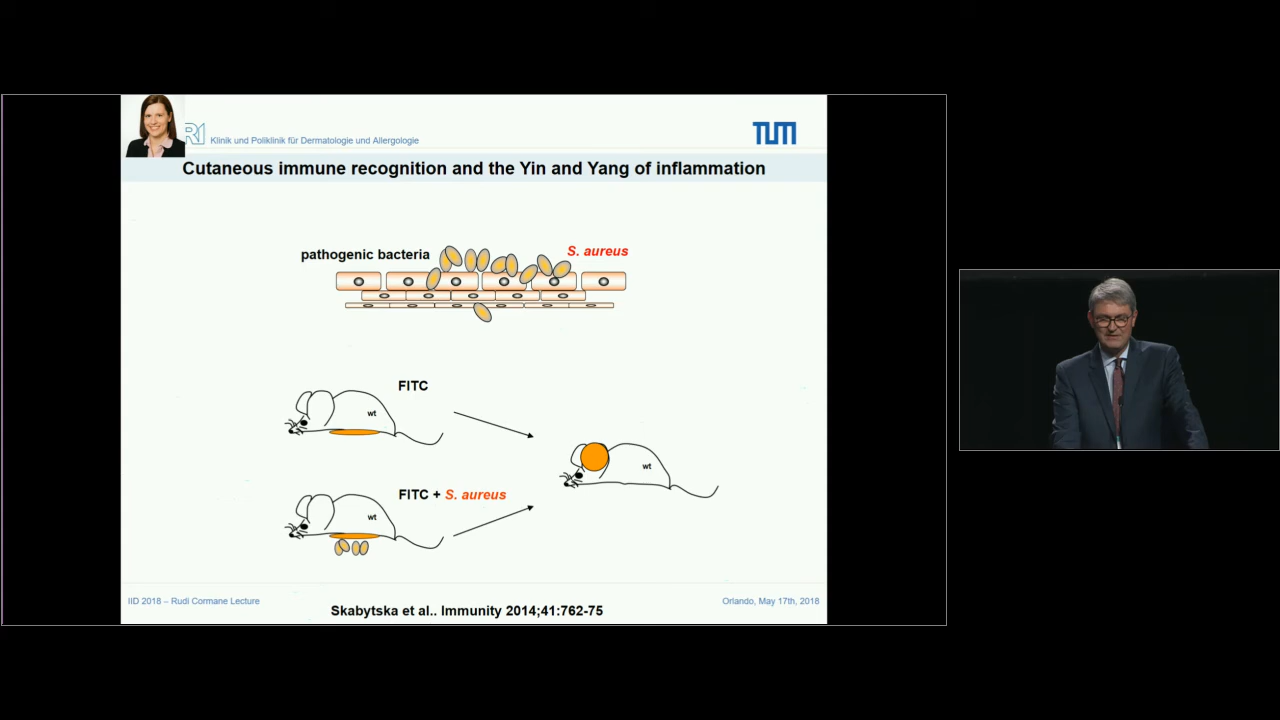 RI Klinik und Poliklinik für Dermatologie und Allergologie
TUM
Cutaneous immune recognition and the Yin and Yang of inflammation
pathogenic bacteria
S. aureus
FITC
wt
wt
FITC + S. aureus
wt
IID 2018 – Rudi Cormane Lecture
Orlando, May 17th, 2018
Skabytska et al.. Immunity 2014;41:762-75